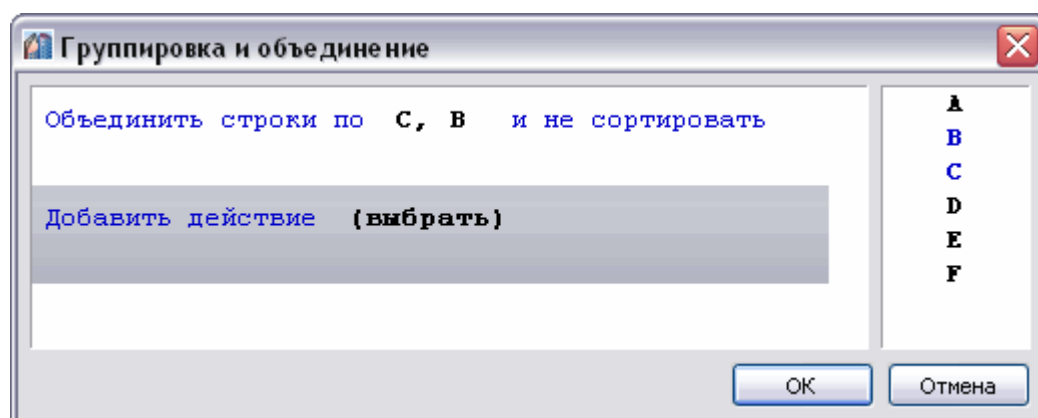 Группировка и объединение
Объединить строки по C, B и не сортировать
Добавить действие (выбрать)
A
B
C
D
E
F
OK
Отмена